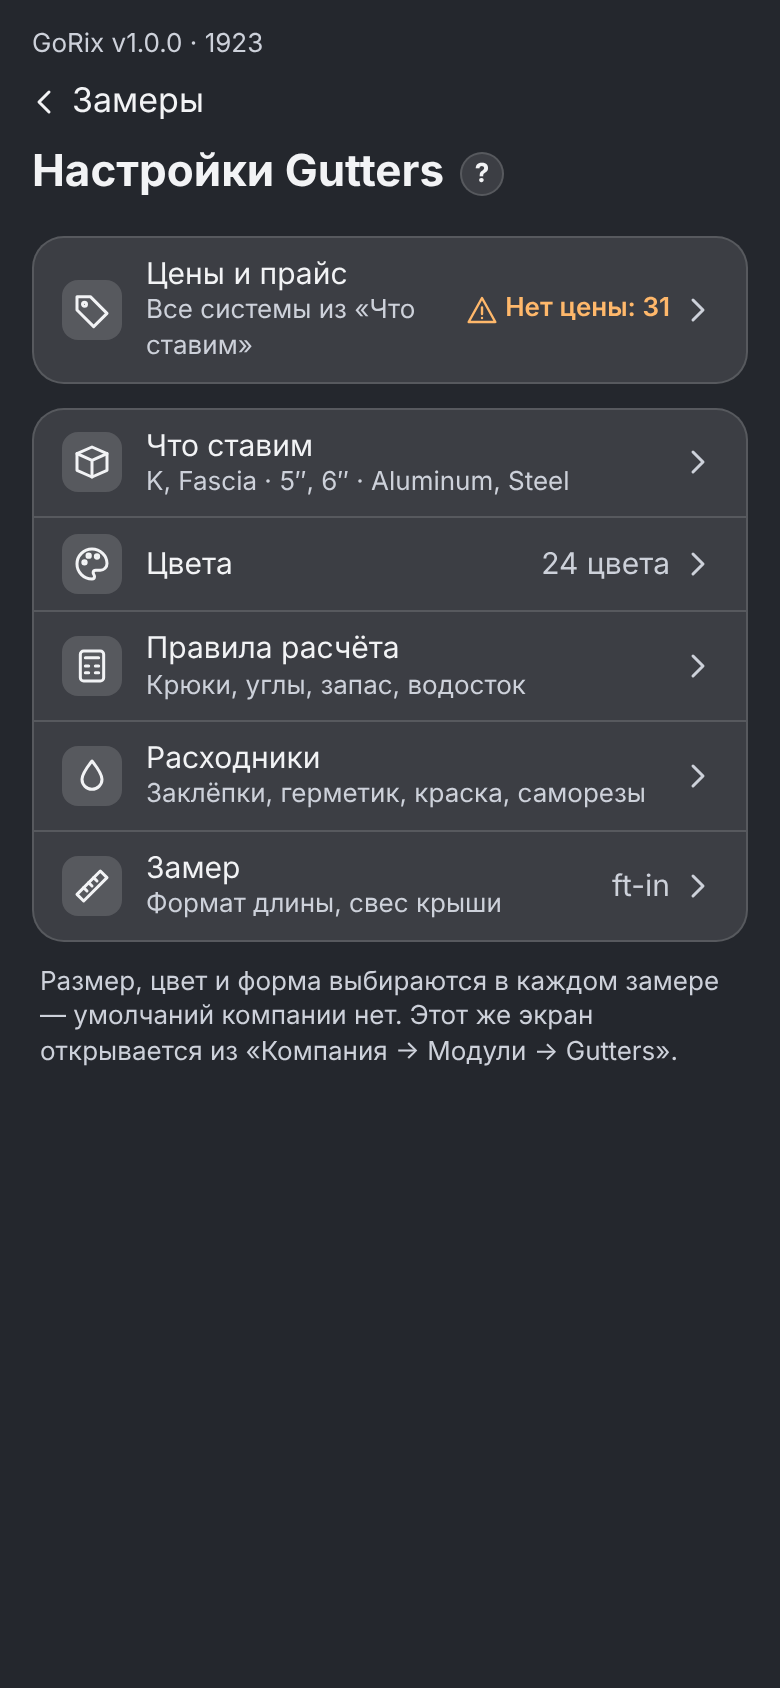 GoRix v1.0.0 · 1923
Замеры
Настройки Gutters ?
Цены и прайс
Все системы из «Что
ставим»
Нет цены: 31
Что ставим
K, Fascia · 5″, 6″ · Aluminum, Steel
Цвета
24 цвета
Правила расчёта
Крюки, углы, запас, водосток
Расходники
Заклёпки, герметик, краска, саморезы
Замер
Формат длины, свес крыши
ft-in
Размер, цвет и форма выбираются в каждом замере
— умолчаний компании нет. Этот же экран
открывается из «Компания → Модули → Gutters».